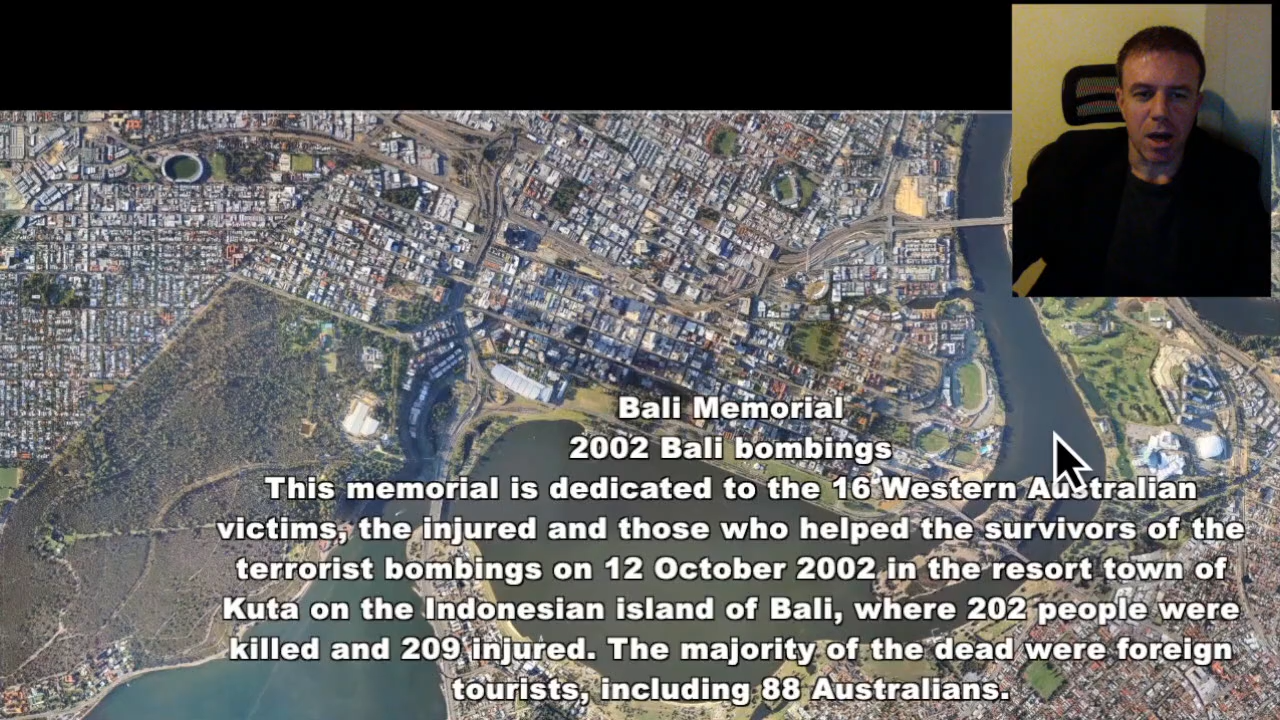 Bali Memorial
2002 Bali bombings
This memorial is dedicated to the 16 Western Australian
victims, the injured and those who helped the survivors of the
terrorist bombings on 12 October 2002 in the resort town of
Kuta on the Indonesian island of Bali, where 202 people were
killed and 209 injured. The majority of the dead were foreign
tourists, including 88 Australians.